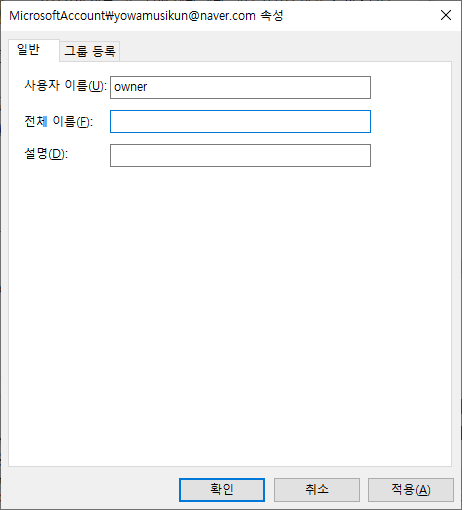 MicrosoftAccount\yowamusikun@naver.com 속성
일반 그룹 등록
사용자 이름(U): owner
전체 이름(F):
설명(D):
확인 취소 적용(A)